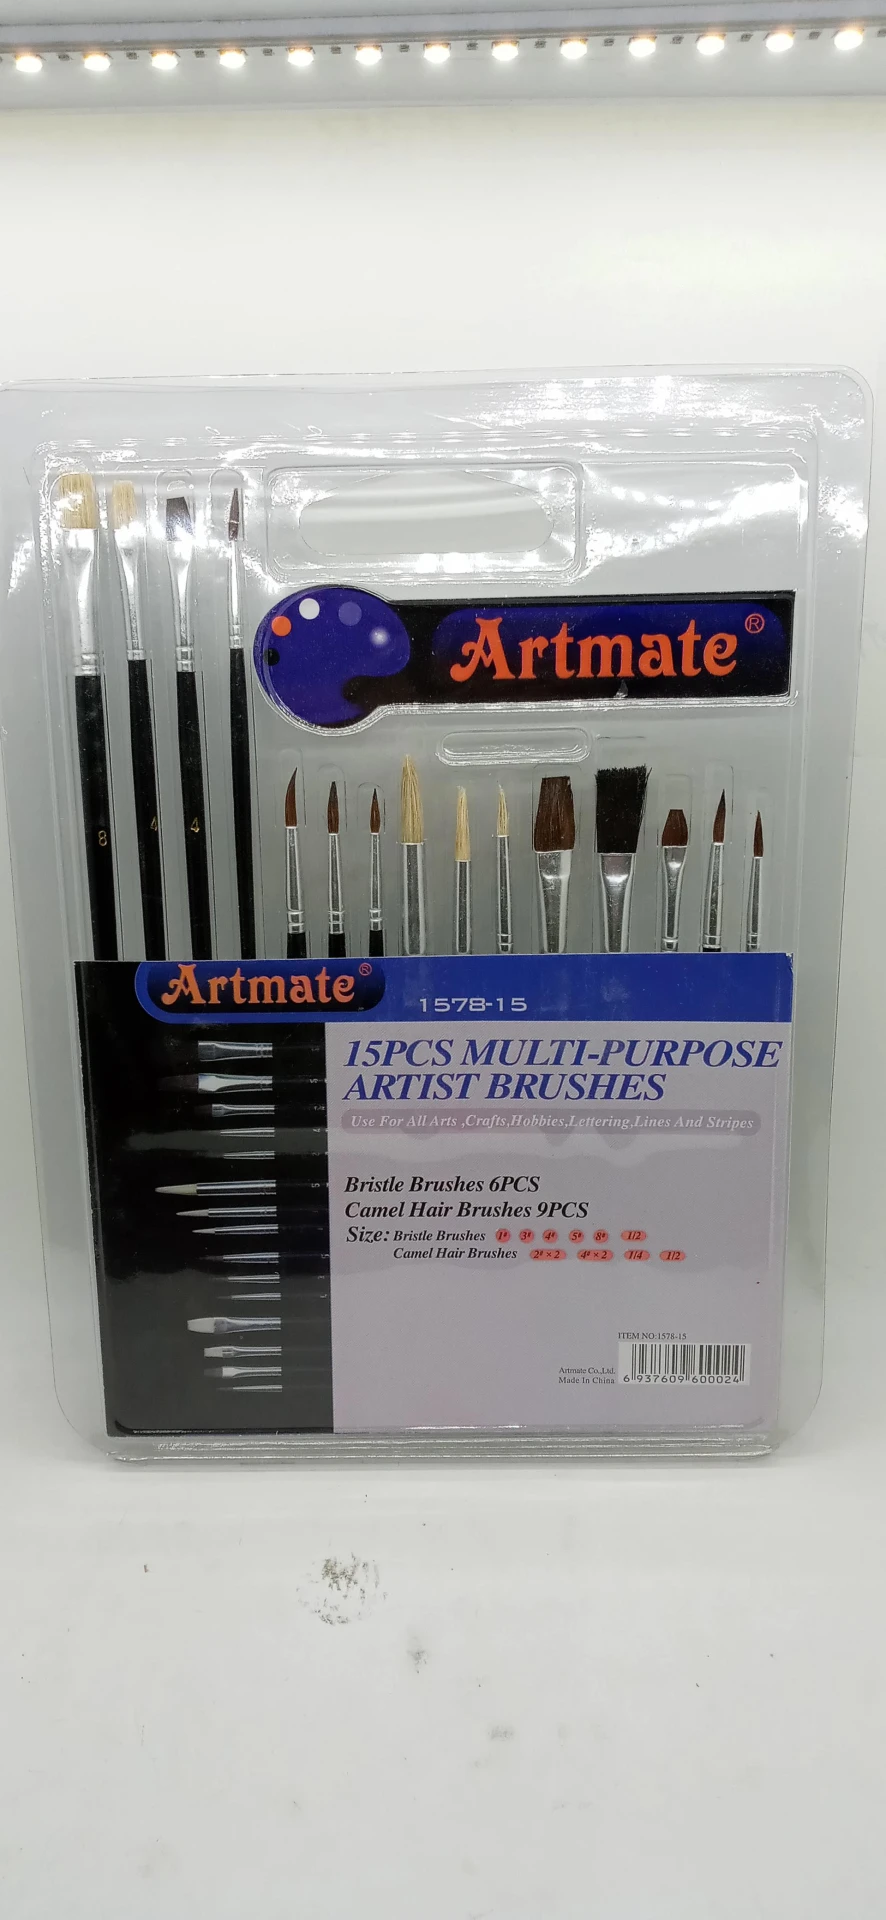 8
4
4
Artmate®
Artmate®
1578-15
15PCS MULTI-PURPOSE
ARTIST BRUSHES
Use For All Arts ,Crafts,Hobbies,Lettering,Lines And Stripes
Bristle Brushes 6PCS
Camel Hair Brushes 9PCS
Size: Bristle Brushes 1# 3# 4# 5# 8# 1/2
Camel Hair Brushes 2#×2 4#×2 1/4 1/2
ITEM NO:1578-15
Artmate Co.,Ltd.
Made In China
6 937609 600024